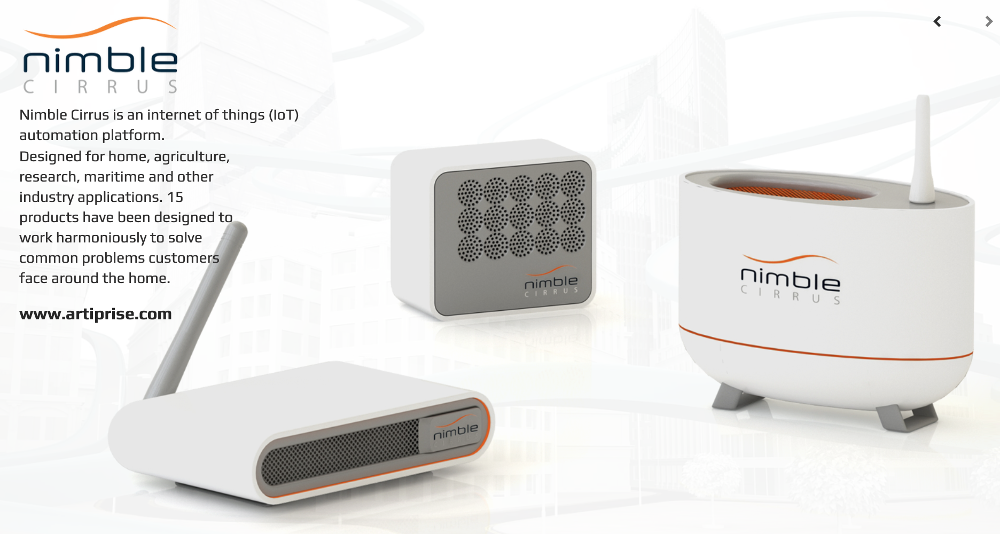 nimble
CIRRUS
Nimble Cirrus is an internet of things (IoT)
automation platform.
Designed for home, agriculture,
research, maritime and other
industry applications. 15
products have been designed to
work harmoniously to solve
common problems customers
face around the home.
www.artiprise.com
nimble
CIRRUS
nimble
CIRRUS
nimble